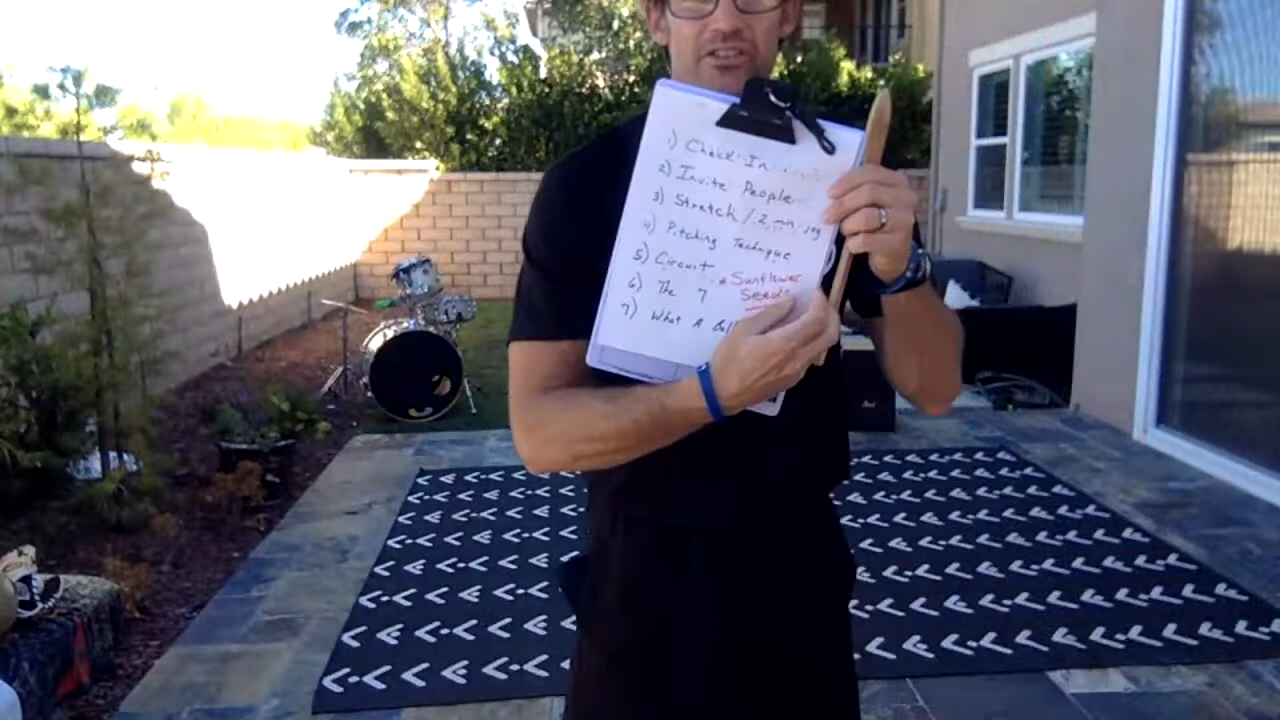 1) Check In
2) Invite People
3) Stretch / 2 min jog
4) Pitching Technique
5) Circuit
6) The 7
* Sunflower Seeds
7) What A